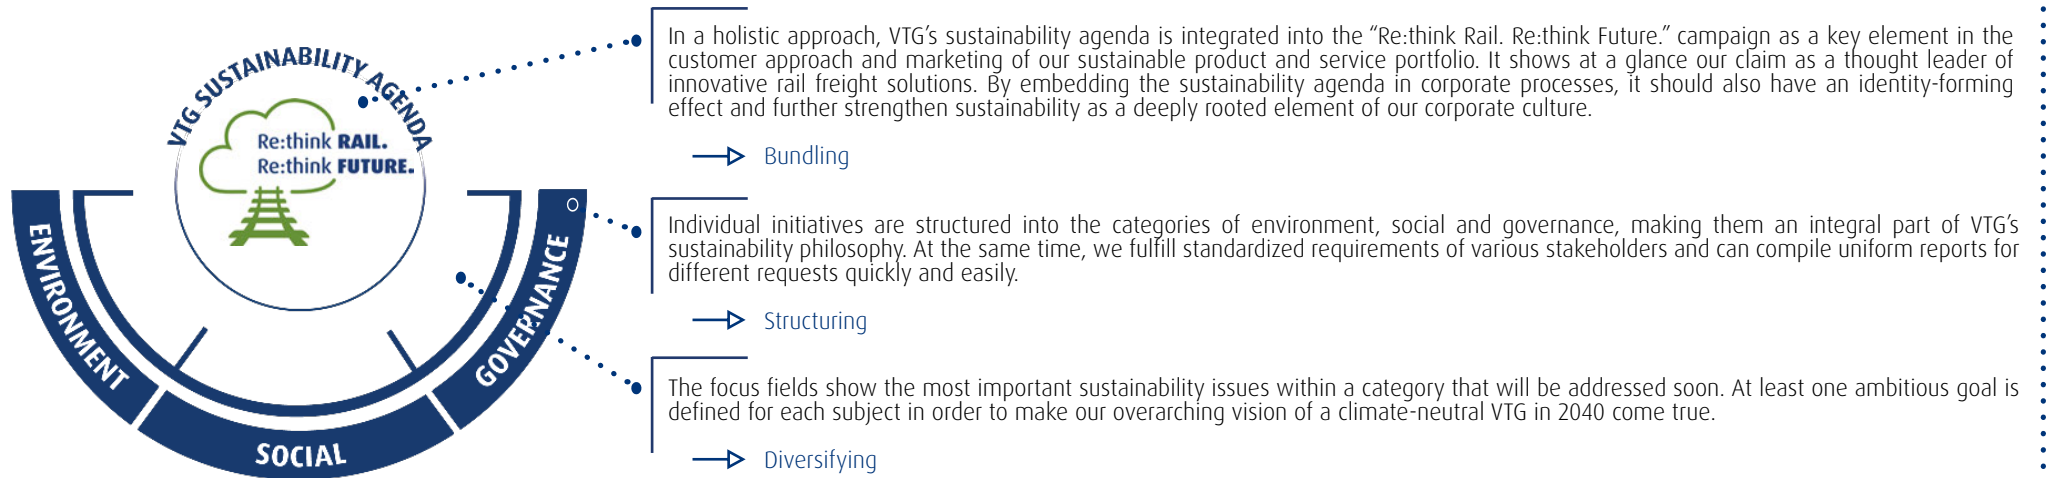 VTG SUSTAINABILITY AGENDA
Re:think RAIL.
Re:think FUTURE.
ENVIRONMENT
SOCIAL
GOVERNANCE
In a holistic approach, VTG’s sustainability agenda is integrated into the “Re:think Rail. Re:think Future.” campaign as a key element in the
customer approach and marketing of our sustainable product and service portfolio. It shows at a glance our claim as a thought leader of
innovative rail freight solutions. By embedding the sustainability agenda in corporate processes, it should also have an identity-forming
effect and further strengthen sustainability as a deeply rooted element of our corporate culture.
Bundling
Individual initiatives are structured into the categories of environment, social and governance, making them an integral part of VTG’s
sustainability philosophy. At the same time, we fulfill standardized requirements of various stakeholders and can compile uniform reports for
different requests quickly and easily.
Structuring
The focus fields show the most important sustainability issues within a category that will be addressed soon. At least one ambitious goal is
defined for each subject in order to make our overarching vision of a climate-neutral VTG in 2040 come true.
Diversifying